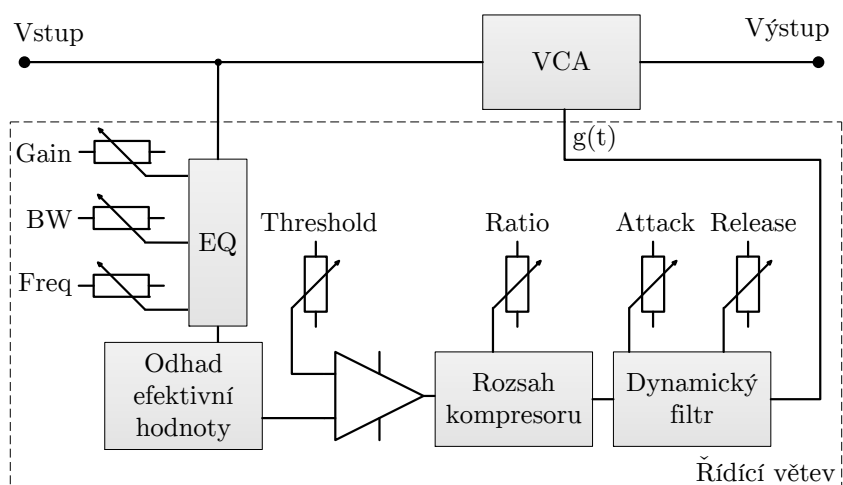 Vstup
Výstup
VCA
g(t)
Gain
BW
EQ
Threshold
Ratio
Attack
Release
Freq
Odhad
efektivní
hodnoty
Rozsah
kompresoru
Dynamický
filtr
Řídící větev